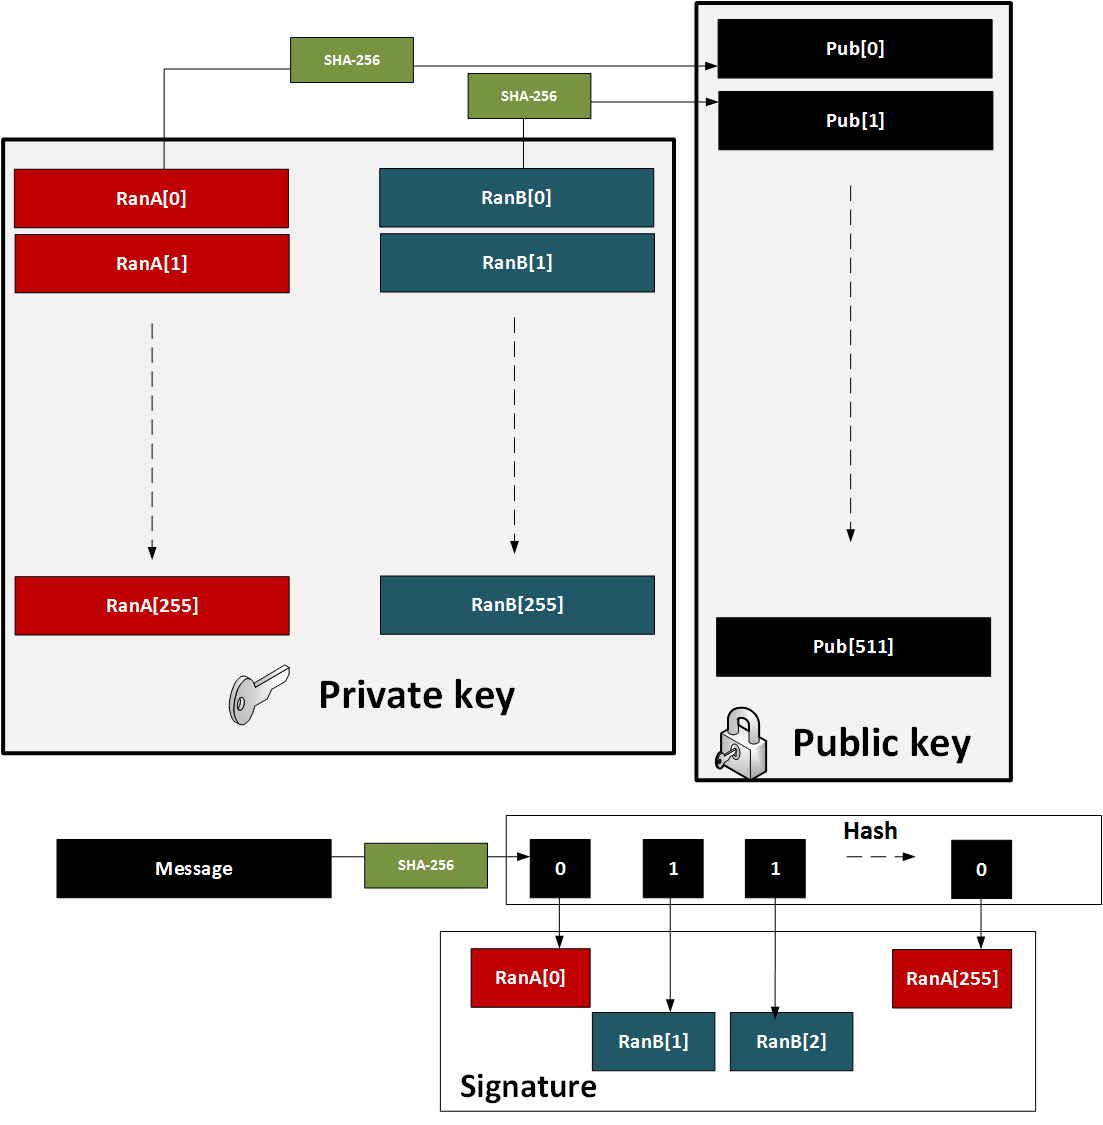 SHA-256
SHA-256
Pub[0]
Pub[1]
RanA[0]
RanB[0]
RanA[1]
RanB[1]
RanA[255]
RanB[255]
Pub[511]
Private key
Public key
Message
SHA-256
Hash
0
1
1
0
RanA[0]
RanA[255]
RanB[1]
RanB[2]
Signature